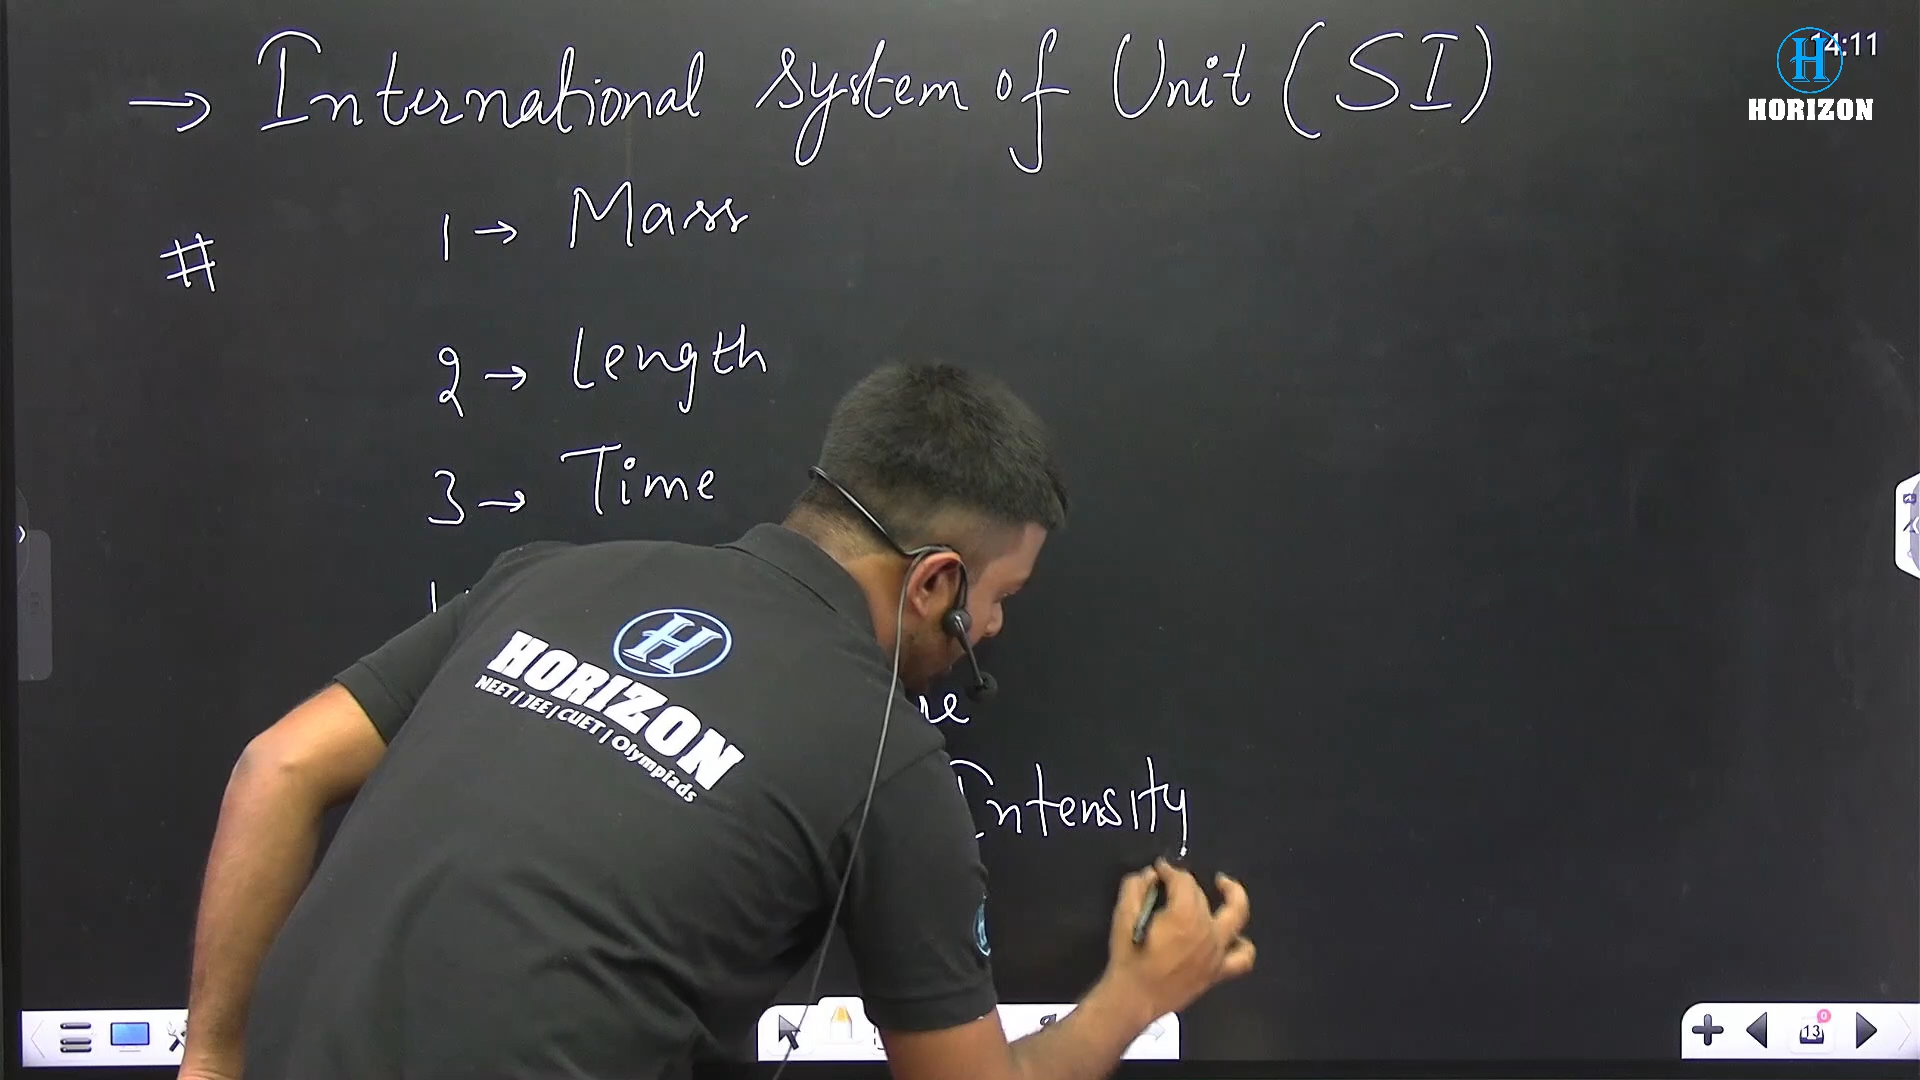 → International system of Unit (SI)
14:11
H
HORIZON
# 1 → Mass
2 → Length
3 → Time
H
HORIZON
NEET | JEE | CUET | Olympiads
Intensity
13
0